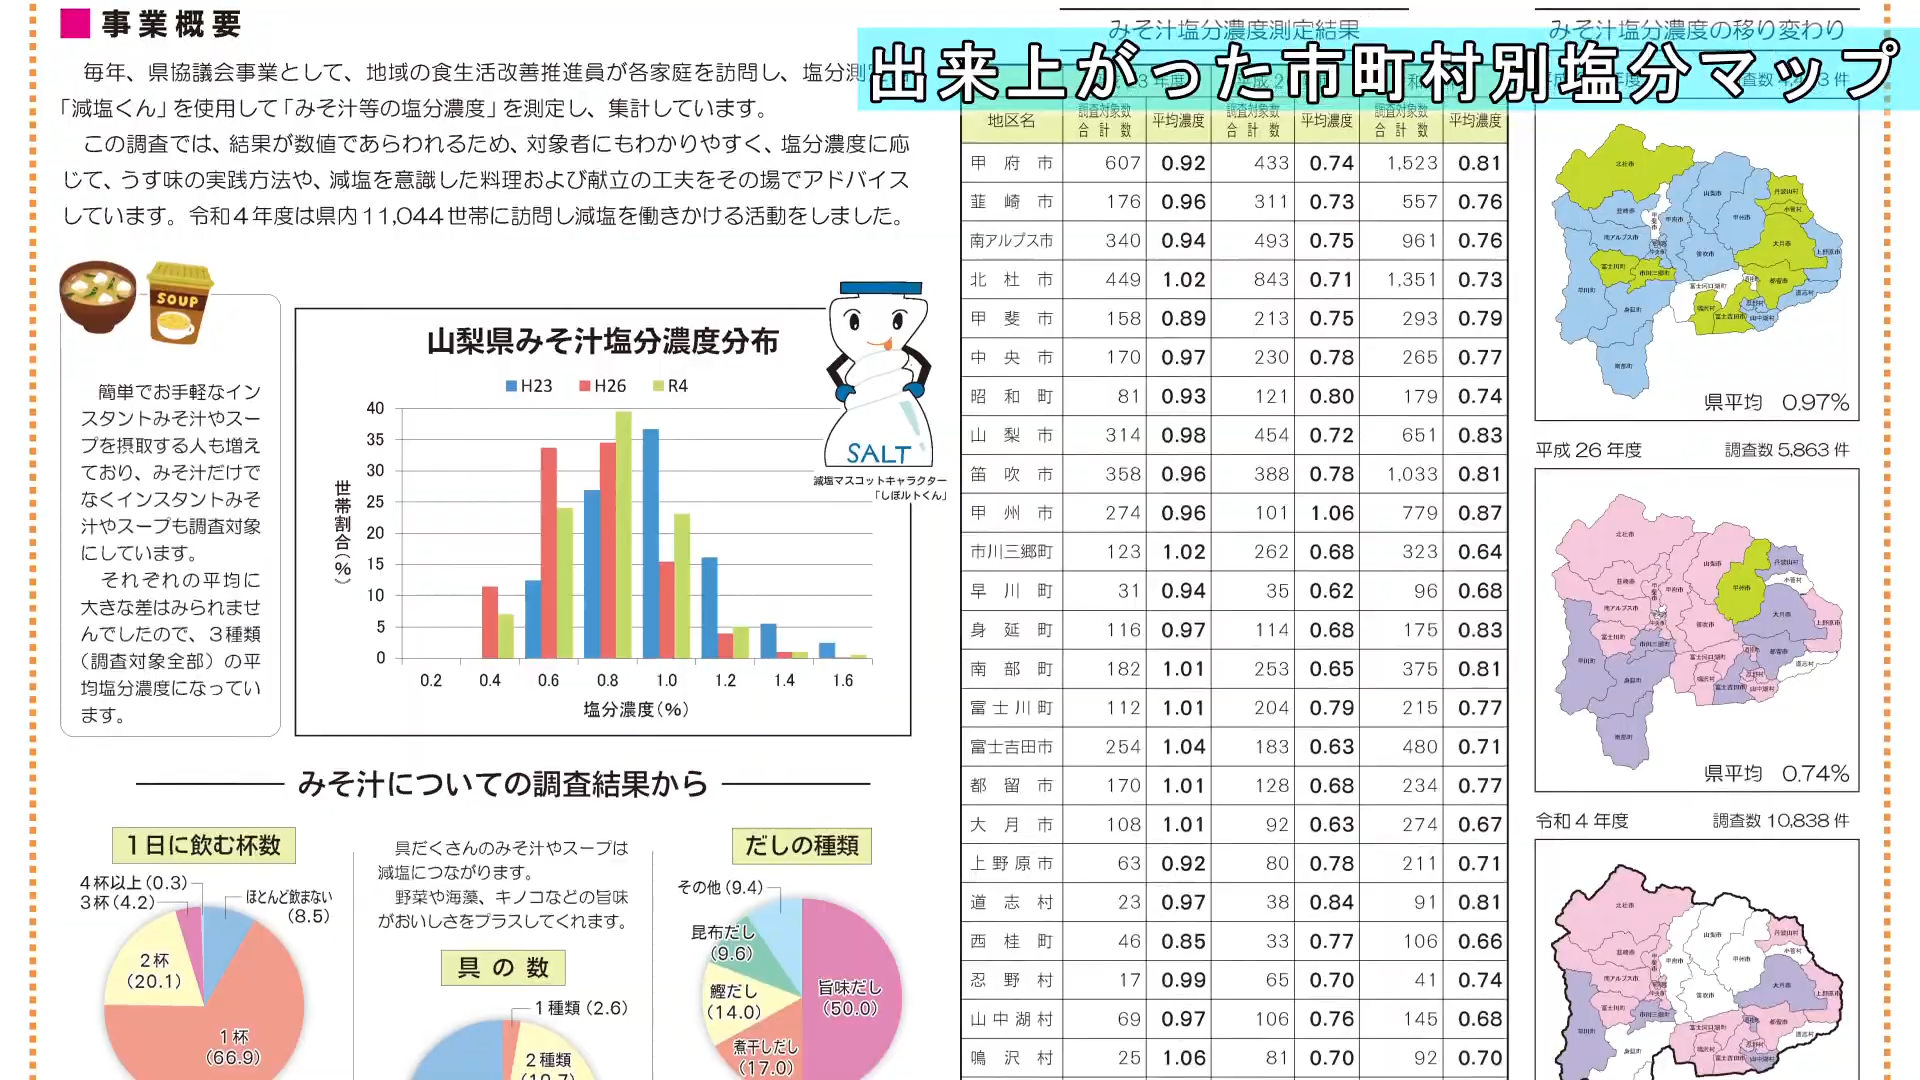 出来上がった市町村別塩分マップ
事業概要
毎年、県協議会事業として、地域の食生活改善推進員が各家庭を訪問し、塩分測
「減塩くん」を使用して「みそ汁等の塩分濃度」を測定し、集計しています。
この調査では、結果が数値であらわれるため、対象者にもわかりやすく、塩分濃度に応
じて、うす味の実践方法や、減塩を意識した料理および献立の工夫をその場でアドバイス
しています。令和4年度は県内11,044世帯に訪問し減塩を働きかける活動をしました。
SOUP
簡単でお手軽なイン
スタントみそ汁やスー
プを摂取する人も増え
ており、みそ汁だけで
なくインスタントみそ
汁やスープも調査対象
にしています。
それぞれの平均に
大きな差はみられませ
んでしたので、3種類
（調査対象全部）の平
均塩分濃度になってい
ます。
山梨県みそ汁塩分濃度分布
H23 H26 R4
世帯割合（%）
40
35
30
25
20
15
10
5
0
0.2 0.4 0.6 0.8 1.0 1.2 1.4 1.6
塩分濃度（%）
SALT
減塩マスコットキャラクター
「しぼルトくん」
みそ汁についての調査結果から
1日に飲む杯数
4杯以上（0.3）
3杯（4.2）
ほとんど飲まない
（8.5）
2杯
（20.1）
1杯
（66.9）
具だくさんのみそ汁やスープは
減塩につながります。
野菜や海藻、キノコなどの旨味
がおいしさをプラスしてくれます。
具の数
1種類（2.6）
2種類
だしの種類
その他（9.4）
昆布だし
（9.6）
鰹だし
（14.0）
煮干しだし
（17.0）
旨味だし
（50.0）
みそ汁塩分濃度測定結果
地区名 調査対象数合計数 平均濃度 調査対象数合計数 平均濃度 調査対象数合計数 平均濃度
甲府市 607 0.92 433 0.74 1,523 0.81
韮崎市 176 0.96 311 0.73 557 0.76
南アルプス市 340 0.94 493 0.75 961 0.76
北杜市 449 1.02 843 0.71 1,351 0.73
甲斐市 158 0.89 213 0.75 293 0.79
中央市 170 0.97 230 0.78 265 0.77
昭和町 81 0.93 121 0.80 179 0.74
山梨市 314 0.98 454 0.72 651 0.83
笛吹市 358 0.96 388 0.78 1,033 0.81
甲州市 274 0.96 101 1.06 779 0.87
市川三郷町 123 1.02 262 0.68 323 0.64
早川町 31 0.94 35 0.62 96 0.68
身延町 116 0.97 114 0.68 175 0.83
南部町 182 1.01 253 0.65 375 0.81
富士川町 112 1.01 204 0.79 215 0.77
富士吉田市 254 1.04 183 0.63 480 0.71
都留市 170 1.01 128 0.68 234 0.77
大月市 108 1.01 92 0.63 274 0.67
上野原市 63 0.92 80 0.78 211 0.71
道志村 23 0.97 38 0.84 91 0.81
西桂町 46 0.85 33 0.77 106 0.66
忍野村 17 0.99 65 0.70 41 0.74
山中湖村 69 0.97 106 0.76 145 0.68
鳴沢村 25 1.06 81 0.70 92 0.70
みそ汁塩分濃度の移り変わり
県平均 0.97%
平成26年度 調査数 5,863件
県平均 0.74%
令和4年度 調査数 10,838件